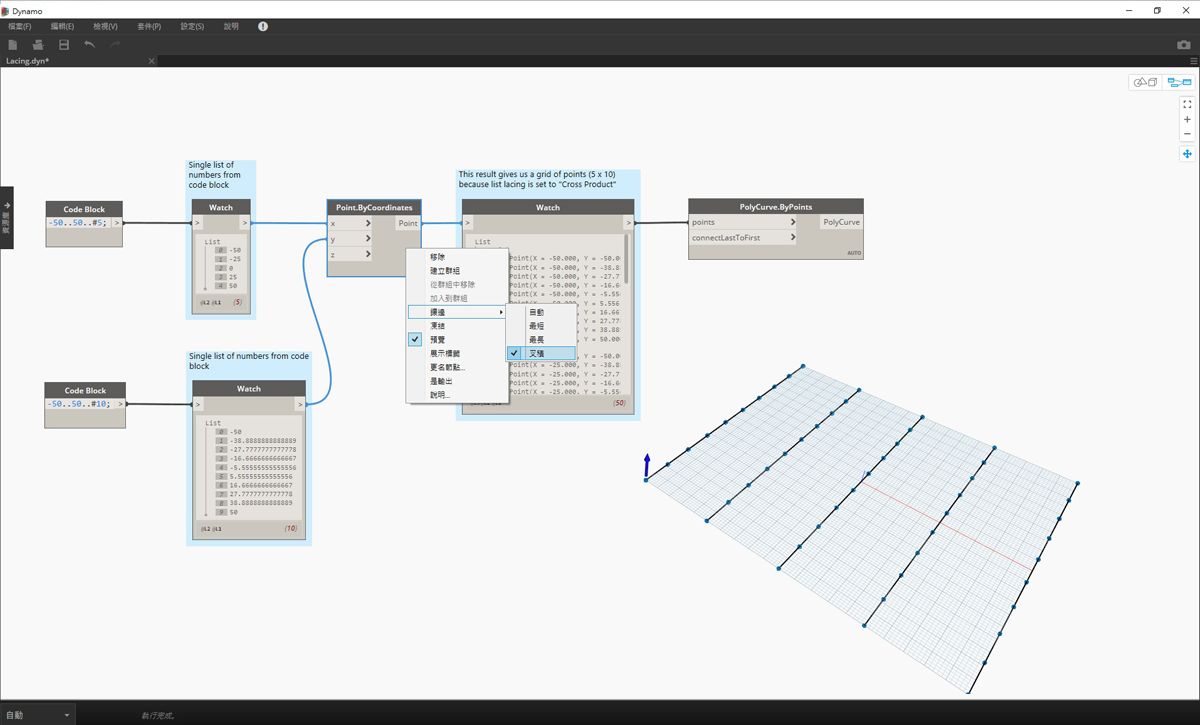 Dynamo
檔案(F) 編輯(E) 檢視(V) 套件(P) 設定(S) 說明
Lacing.dyn*
Single list of
numbers from
code block
Code Block
-50..50..#5; >
Watch
> >
List
0 -50
1 -25
2 0
3 25
4 50
@L2 @L1 (5)
Point.ByCoordinates
x > Point
y >
z >
This result gives us a grid of points (5 x 10)
because list lacing is set to "Cross Product"
Watch
> >
List
Point(X = -50.000, Y = -50.0
Point(X = -50.000, Y = -38.8
Point(X = -50.000, Y = -27.7
Point(X = -50.000, Y = -16.6
Point(X = -50.000, Y = -5.55
Point(X = -50.000, Y = 5.556
Y = 16.66
Y = 27.77
Y = 38.88
Y = 50.00
Y = -50.0
Point(X = -25.000, Y = -38.8
Point(X = -25.000, Y = -27.7
Point(X = -25.000, Y = -16.6
Point(X = -25.000, Y = -5.55
(50)
PolyCurve.ByPoints
points > PolyCurve
connectLastToFirst >
AUTO
移除
建立群組
從群組中移除
加入到群組
鑲邊
凍結
預覽
展示標籤
更名節點...
是輸出
說明...
自動
最短
最長
叉積
Single list of numbers from code
block
Code Block
-50..50..#10; >
Watch
> >
List
0 -50
1 -38.8888888888889
2 -27.7777777777778
3 -16.6666666666667
4 -5.55555555555556
5 5.55555555555556
6 16.6666666666667
7 27.7777777777778
8 38.8888888888889
9 50
@L2 @L1 (10)
自動
執行完成。